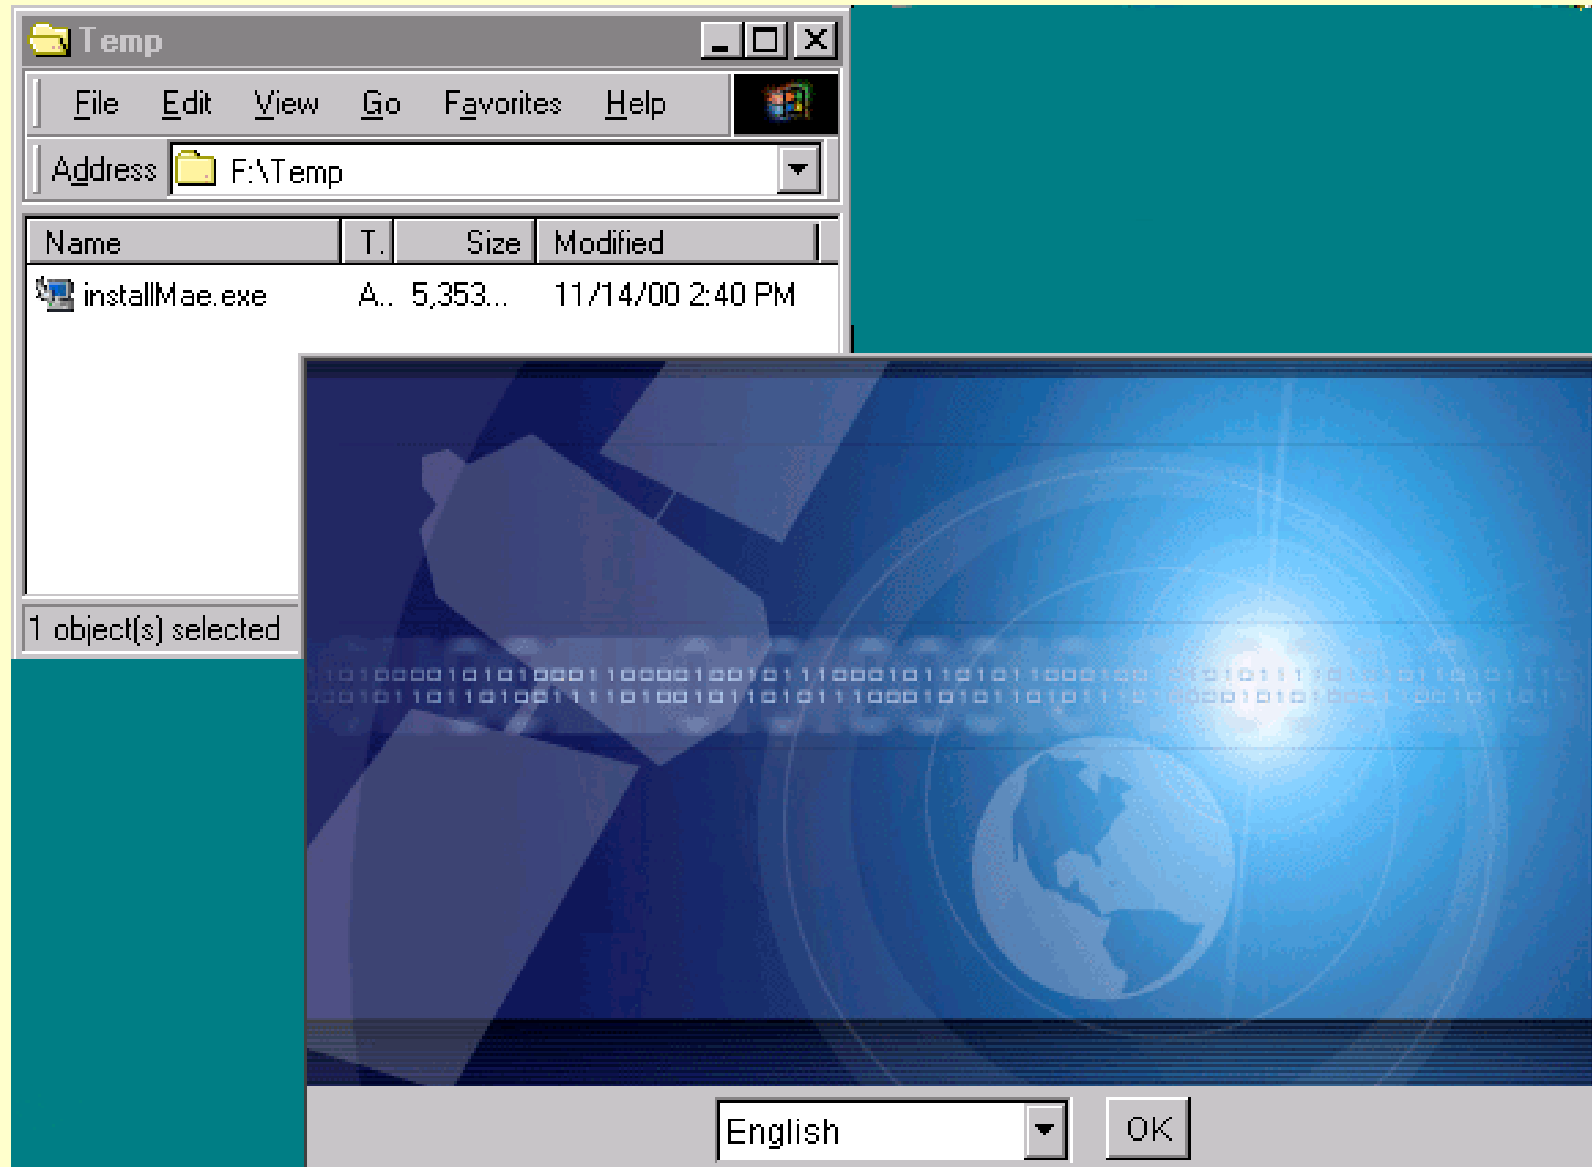 Temp
File Edit View Go Favorites Help
Address F:\Temp
Name T. Size Modified
installMae.exe A.. 5,353... 11/14/00 2:40 PM
1 object(s) selected
English OK